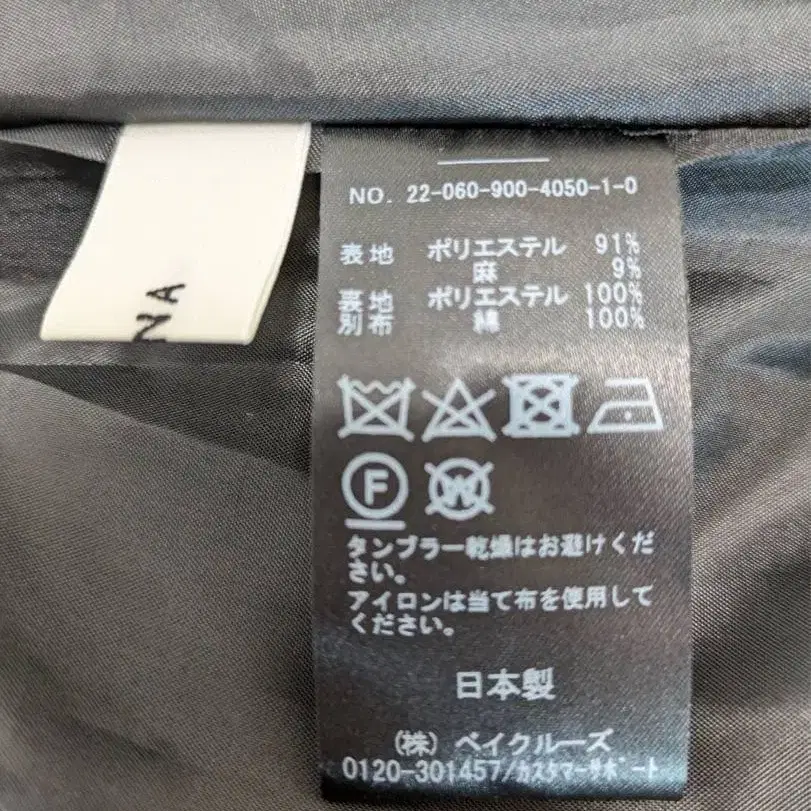 NA
NO. 22-060-900-4050-1-0
表地 ポリエステル 91%
麻 9%
裏地 ポリエステル 100%
別布 綿 100%
F W
タンブラー乾燥はお避けくだ
さい。
アイロンは当て布を使用して
ください。
日本製
(株) ベイクルーズ
0120-301457/カスタマーサポート